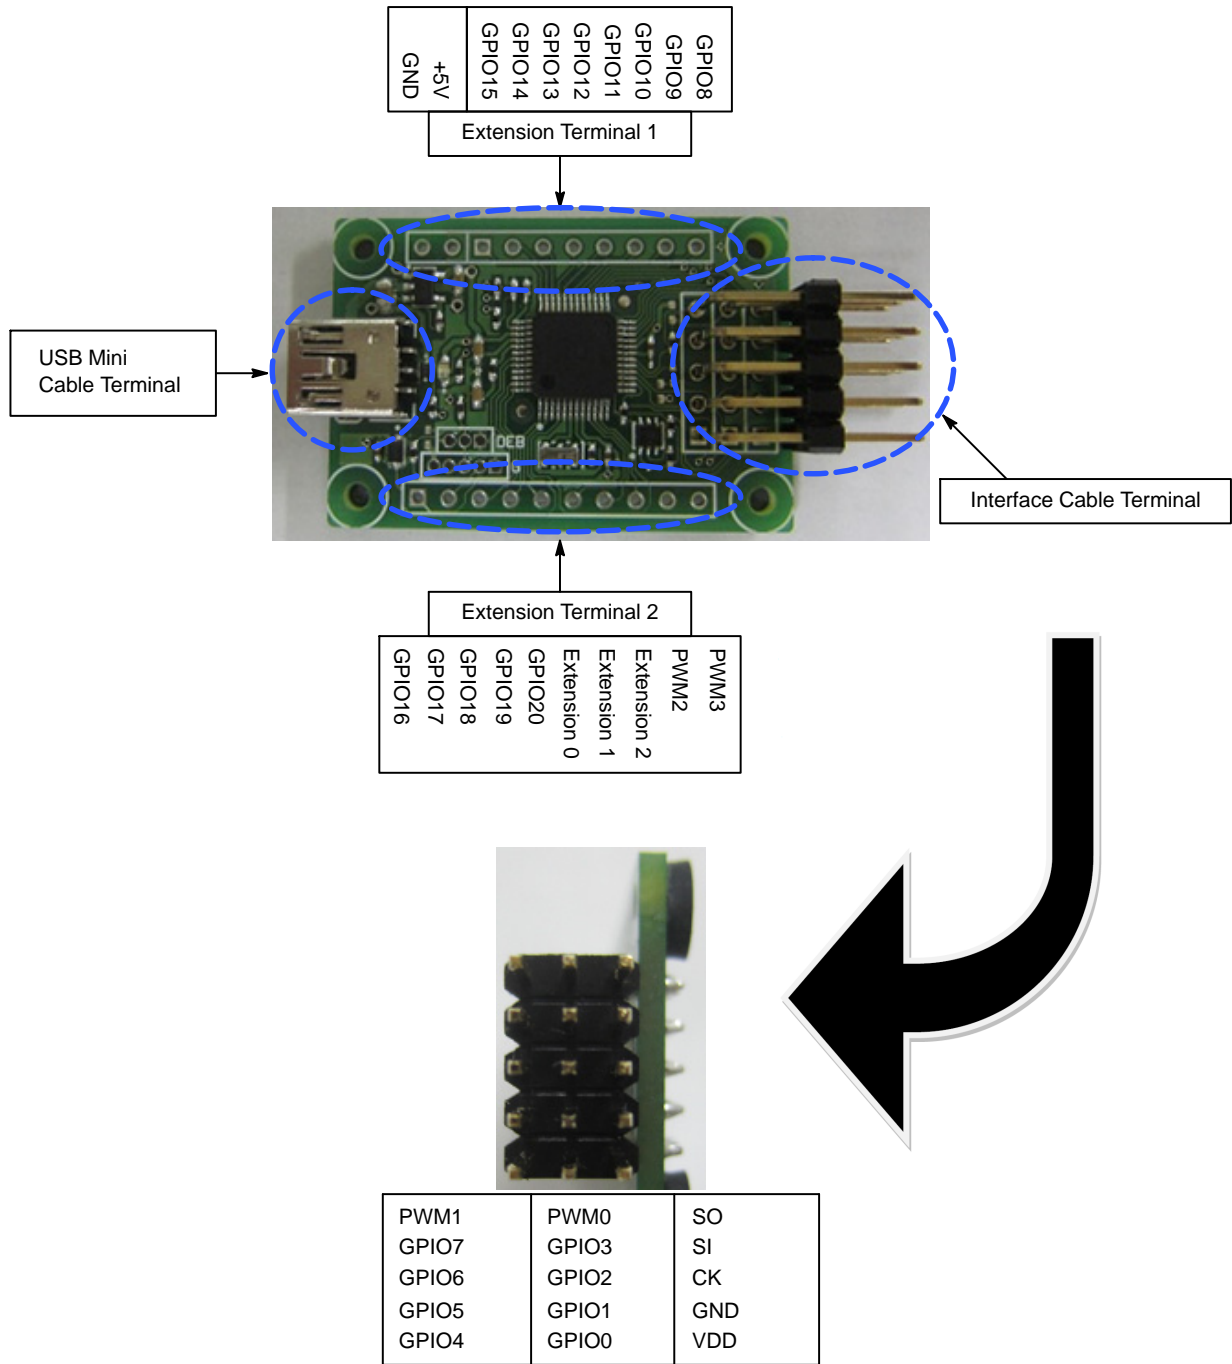 GND
+5V
GPIO15
GPIO14
GPIO13
GPIO12
GPIO11
GPIO10
GPIO9
GPIO8
Extension Terminal 1
USB Mini
Cable Terminal
DEB
Interface Cable Terminal
Extension Terminal 2
GPIO16
GPIO17
GPIO18
GPIO19
GPIO20
Extension 0
Extension 1
Extension 2
PWM2
PWM3
PWM1 PWM0 SO
GPIO7 GPIO3 SI
GPIO6 GPIO2 CK
GPIO5 GPIO1 GND
GPIO4 GPIO0 VDD